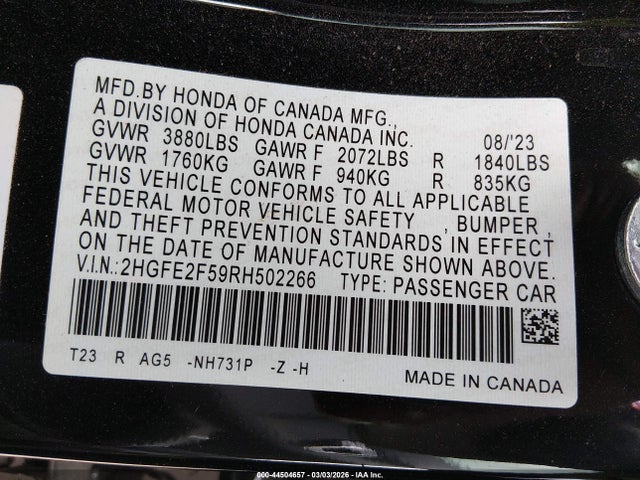 MFD.BY HONDA OF CANADA MFG.,
A DIVISION OF HONDA CANADA INC. 08/'23
GVWR 3880LBS GAWR F 2072LBS R 1840LBS
GVWR 1760KG GAWR F 940KG R 835KG
THIS VEHICLE CONFORMS TO ALL APPLICABLE
FEDERAL MOTOR VEHICLE SAFETY , BUMPER ,
AND THEFT PREVENTION STANDARDS IN EFFECT
ON THE DATE OF MANUFACTURE SHOWN ABOVE.
V.I.N.:2HGFE2F59RH502266 TYPE: PASSENGER CAR
T23 R AG5 -NH731P -Z -H
MADE IN CANADA
000-44504657 | 03/03/2026 - IAA Inc.